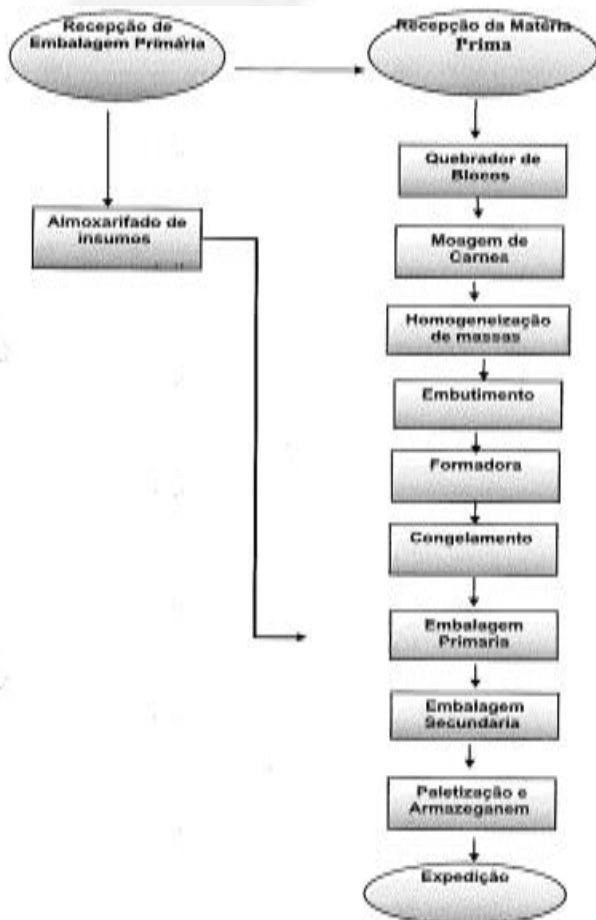 Recepção de
Embalagem Primária
Recepção da Matéria
Prima
Quebrador de
Blocos
Almoxarifado de
insumos
Moagem de
Carnes
Homogeneização
de massas
Embutimento
Formadora
Congelamento
Embalagem
Primaria
Embalagem
Secundaria
Paletização e
Armazeganem
Expedição